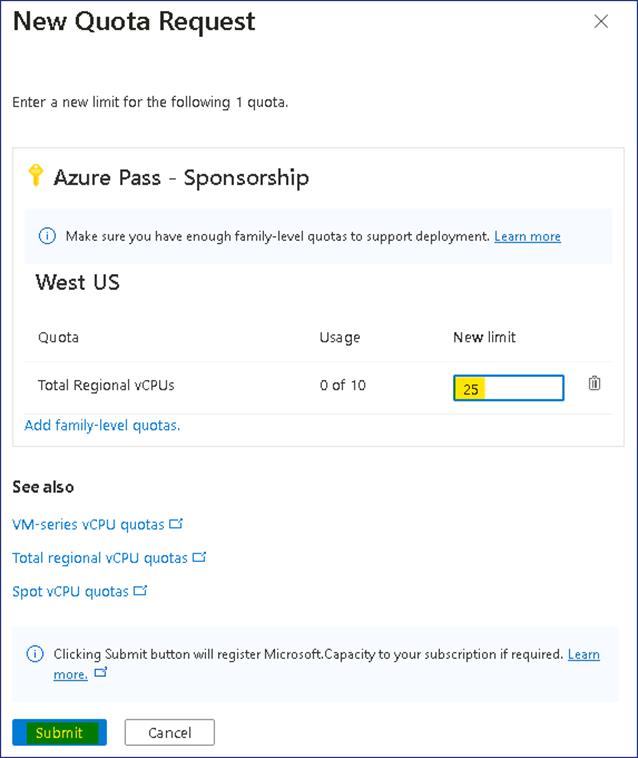 New Quota Request
Enter a new limit for the following 1 quota.
Azure Pass - Sponsorship
Make sure you have enough family-level quotas to support deployment. Learn more
West US
Quota Usage New limit
Total Regional vCPUs 0 of 10 25
Add family-level quotas.
See also
VM-series vCPU quotas
Total regional vCPU quotas
Spot vCPU quotas
Clicking Submit button will register Microsoft.Capacity to your subscription if required. Learn
more.
Submit Cancel